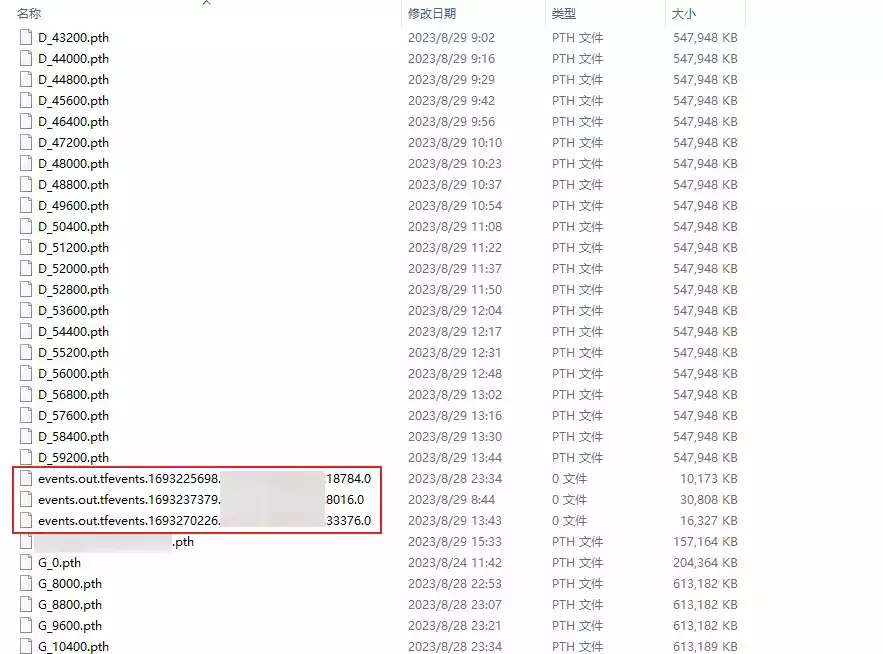 名称 修改日期 类型 大小
D_43200.pth 2023/8/29 9:02 PTH 文件 547,948 KB
D_44000.pth 2023/8/29 9:16 PTH 文件 547,948 KB
D_44800.pth 2023/8/29 9:29 PTH 文件 547,948 KB
D_45600.pth 2023/8/29 9:42 PTH 文件 547,948 KB
D_46400.pth 2023/8/29 9:56 PTH 文件 547,948 KB
D_47200.pth 2023/8/29 10:10 PTH 文件 547,948 KB
D_48000.pth 2023/8/29 10:23 PTH 文件 547,948 KB
D_48800.pth 2023/8/29 10:37 PTH 文件 547,948 KB
D_49600.pth 2023/8/29 10:54 PTH 文件 547,948 KB
D_50400.pth 2023/8/29 11:08 PTH 文件 547,948 KB
D_51200.pth 2023/8/29 11:22 PTH 文件 547,948 KB
D_52000.pth 2023/8/29 11:37 PTH 文件 547,948 KB
D_52800.pth 2023/8/29 11:50 PTH 文件 547,948 KB
D_53600.pth 2023/8/29 12:04 PTH 文件 547,948 KB
D_54400.pth 2023/8/29 12:17 PTH 文件 547,948 KB
D_55200.pth 2023/8/29 12:31 PTH 文件 547,948 KB
D_56000.pth 2023/8/29 12:48 PTH 文件 547,948 KB
D_56800.pth 2023/8/29 13:02 PTH 文件 547,948 KB
D_57600.pth 2023/8/29 13:16 PTH 文件 547,948 KB
D_58400.pth 2023/8/29 13:30 PTH 文件 547,948 KB
D_59200.pth 2023/8/29 13:44 PTH 文件 547,948 KB
events.out.tfevents.1693225698. .18784.0 2023/8/28 23:34 0 文件 10,173 KB
events.out.tfevents.1693237379. .8016.0 2023/8/29 8:44 0 文件 30,808 KB
events.out.tfevents.1693270226. .33376.0 2023/8/29 13:43 0 文件 16,327 KB
.pth 2023/8/29 15:33 PTH 文件 157,164 KB
G_0.pth 2023/8/24 11:42 PTH 文件 204,364 KB
G_8000.pth 2023/8/28 22:53 PTH 文件 613,182 KB
G_8800.pth 2023/8/28 23:07 PTH 文件 613,182 KB
G_9600.pth 2023/8/28 23:21 PTH 文件 613,182 KB
G_10400.pth 2023/8/28 23:34 PTH 文件 613,189 KB